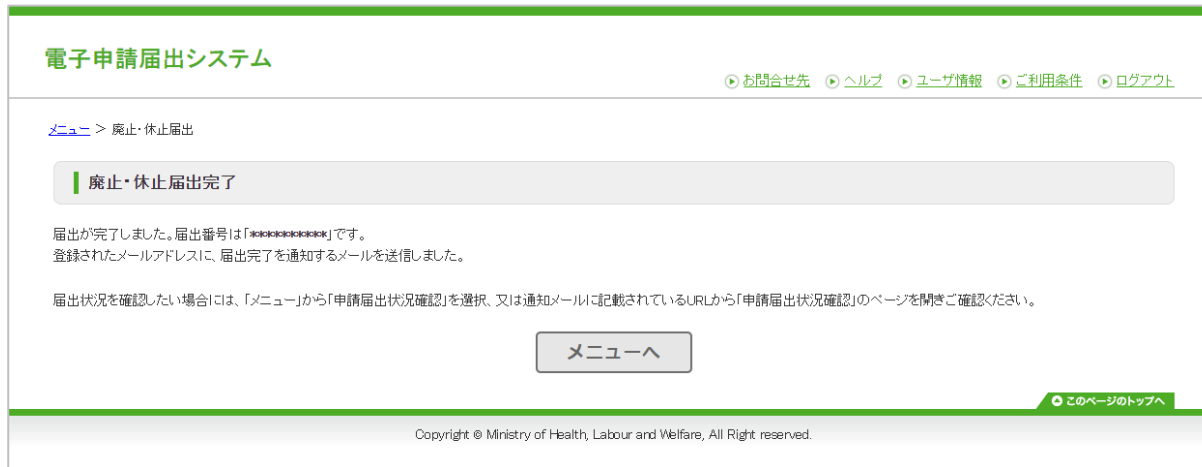 電子申請届出システム
お問合せ先 ヘルプ ユーザ情報 ご利用条件 ログアウト
メニュー > 廃止・休止届出
廃止・休止届出完了
届出が完了しました。届出番号は「**********」です。
登録されたメールアドレスに、届出完了を通知するメールを送信しました。
届出状況を確認したい場合には、「メニュー」から「申請届出状況確認」を選択、又は通知メールに記載されているURLから「申請届出状況確認」のページを開きご確認ください。
メニューへ
このページのトップへ
Copyright © Ministry of Health, Labour and Welfare, All Right reserved.